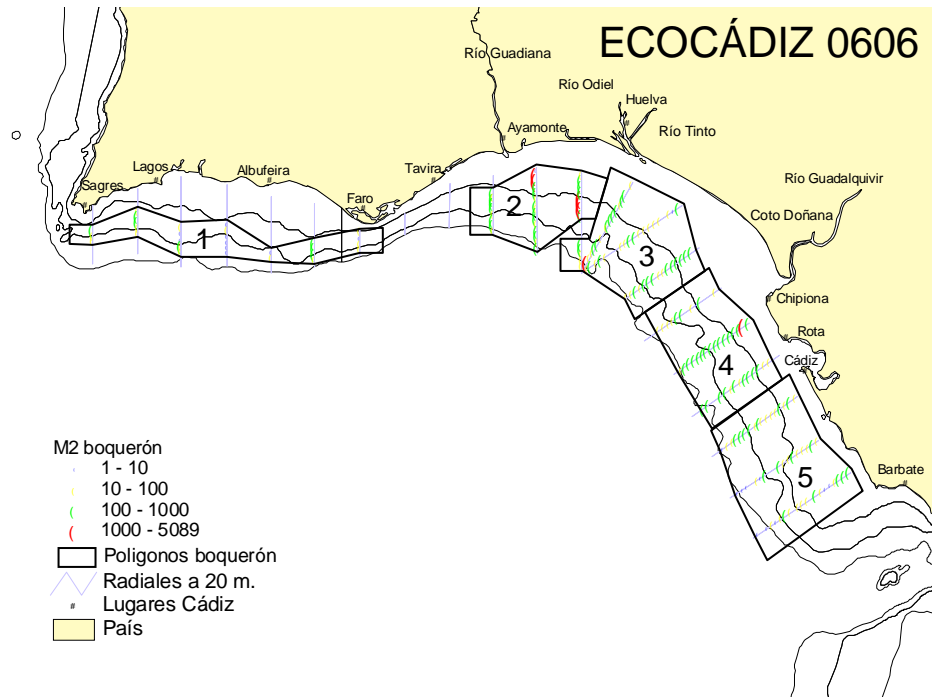 ECOCÁDIZ 0606
Río Guadiana
Río Odiel
Huelva
Ayamonte
Río Tinto
Lagos
Albufeira
Tavira
Río Guadalquivir
Sagres
Faro
Coto Doñana
1
2
3
Chipiona
Rota
4
Cádiz
5
Barbate
M2 boquerón
1 - 10
10 - 100
100 - 1000
1000 - 5089
Poligonos boquerón
Radiales a 20 m.
# Lugares Cádiz
País